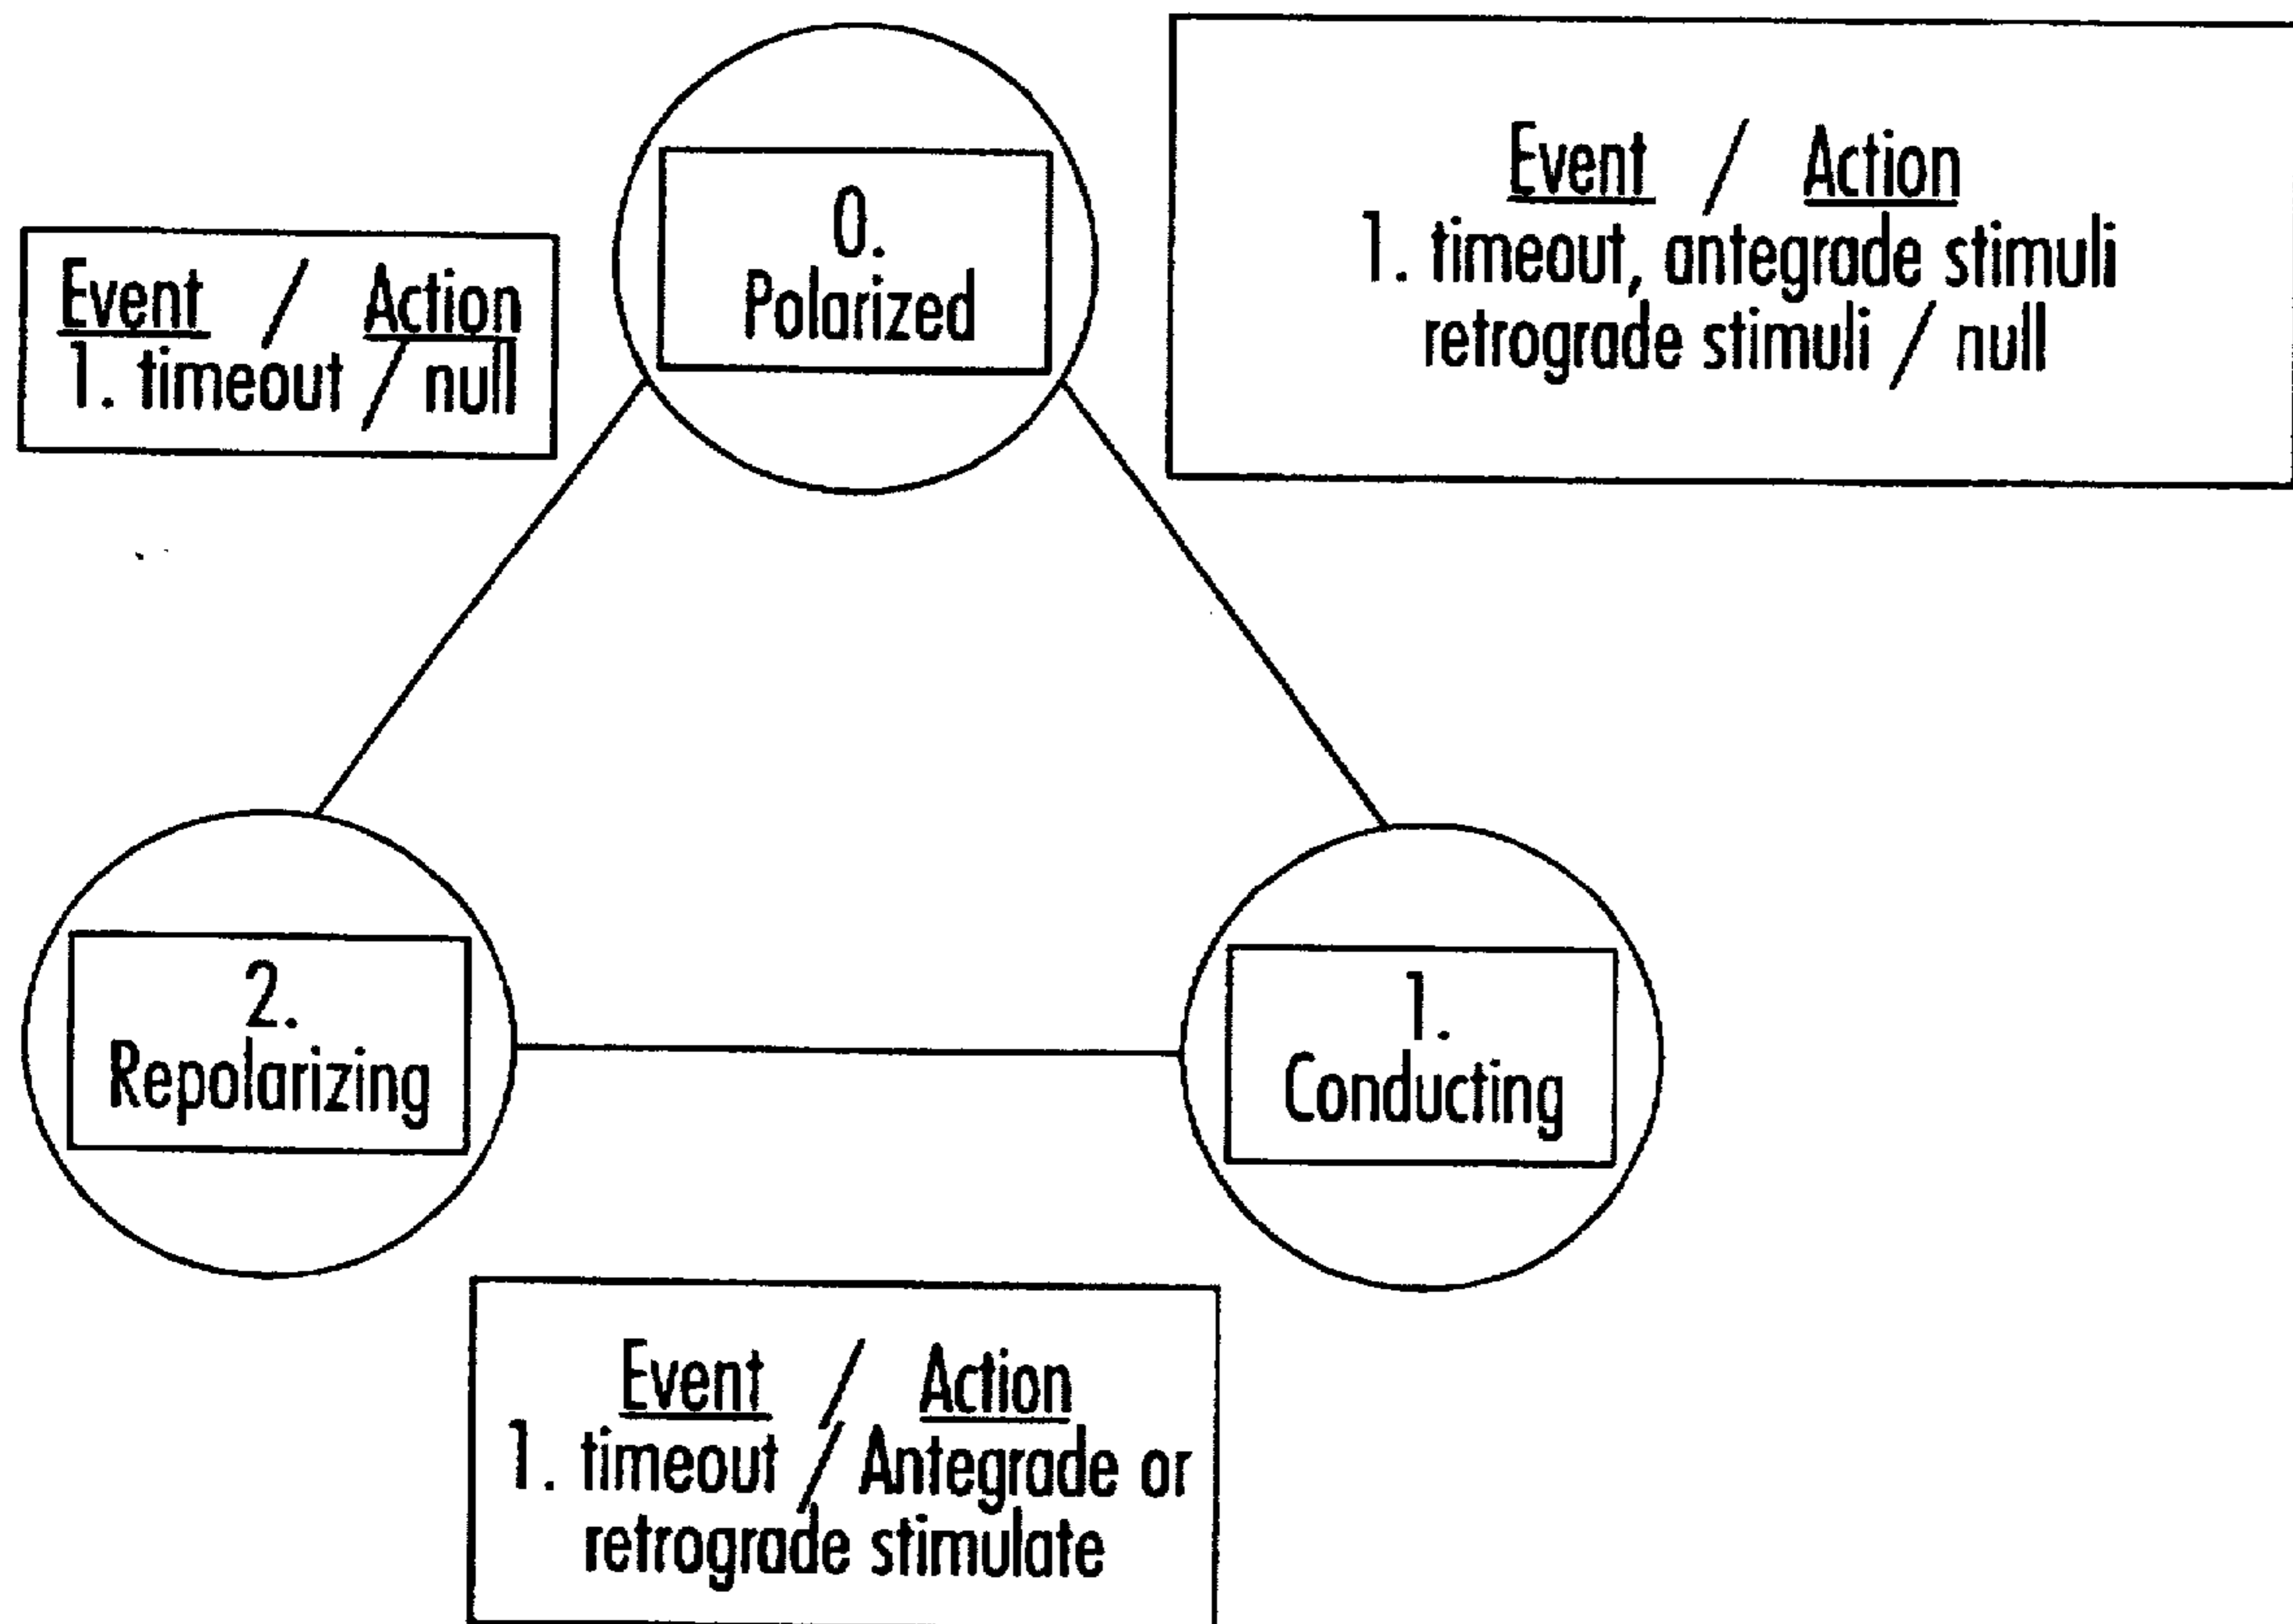 0.
Polarized
Event / Action
1. timeout / null
Event / Action
1. timeout, antegrade stimuli
retrograde stimuli / null
2.
Repolarizing
1.
Conducting
Event / Action
1. timeout / Antegrade or
retrograde stimulate